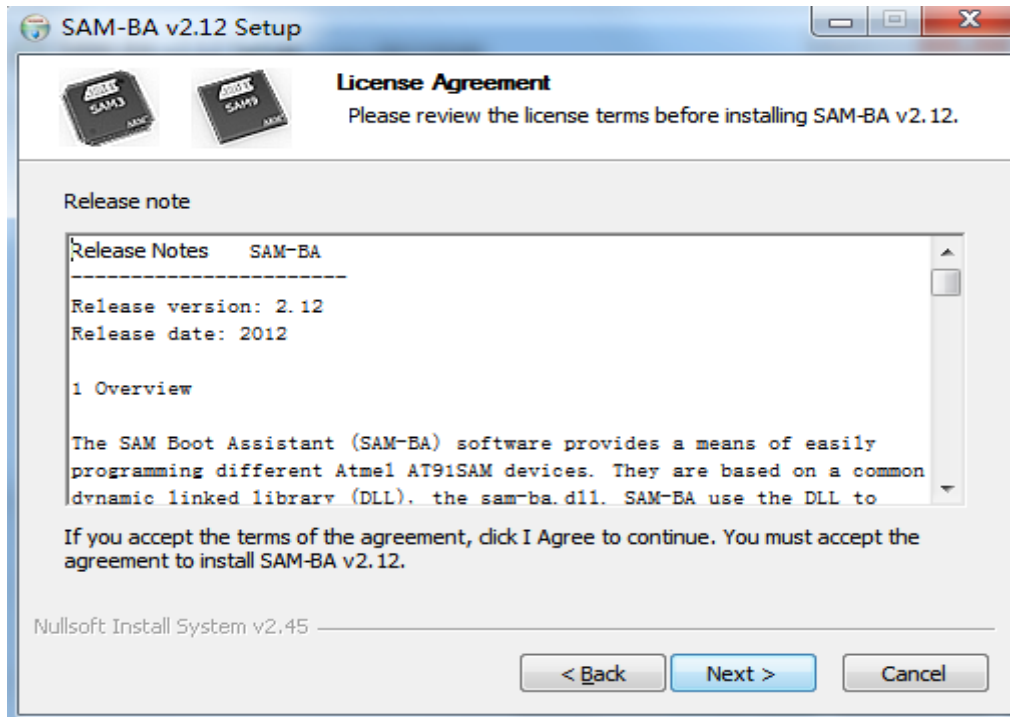 SAM-BA v2.12 Setup
SAM3
SAM9
License Agreement
Please review the license terms before installing SAM-BA v2.12.
Release note
Release Notes SAM-BA
-----------------------
Release version: 2.12
Release date: 2012
1 Overview
The SAM Boot Assistant (SAM-BA) software provides a means of easily
programming different Atmel AT91SAM devices. They are based on a common
dynamic linked library (DLL), the sam-ba.dll. SAM-BA use the DLL to
If you accept the terms of the agreement, click I Agree to continue. You must accept the
agreement to install SAM-BA v2.12.
Nullsoft Install System v2.45
< Back
Next >
Cancel